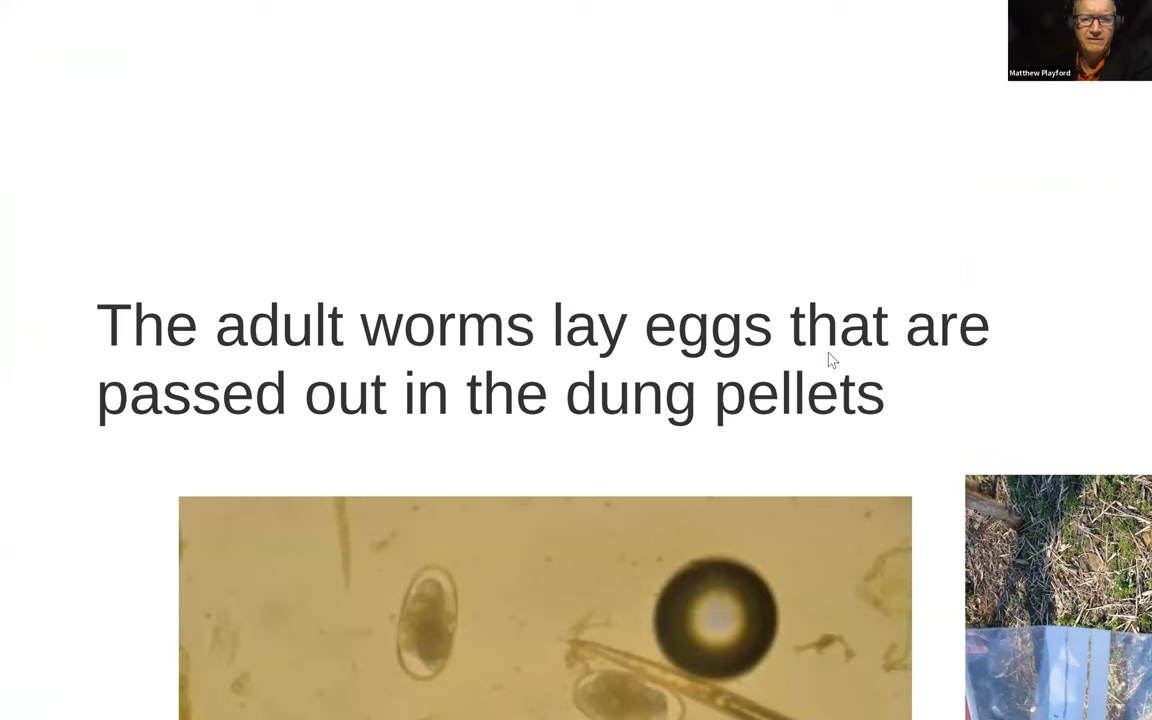 Matthew Playford
The adult worms lay eggs that are
passed out in the dung pellets